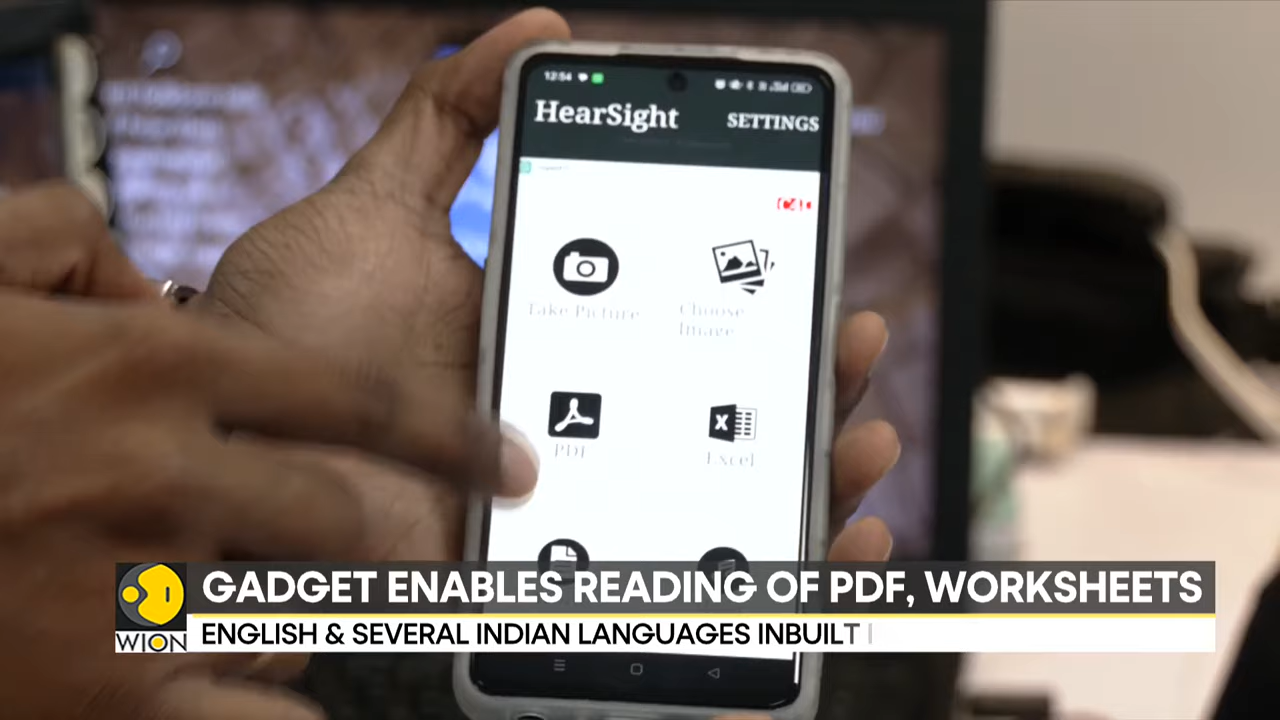 12:54
HearSight
SETTINGS
Take Picture
Choose
Image
PDF
Excel
GADGET ENABLES READING OF PDF, WORKSHEETS
ENGLISH & SEVERAL INDIAN LANGUAGES INBUILT
WION